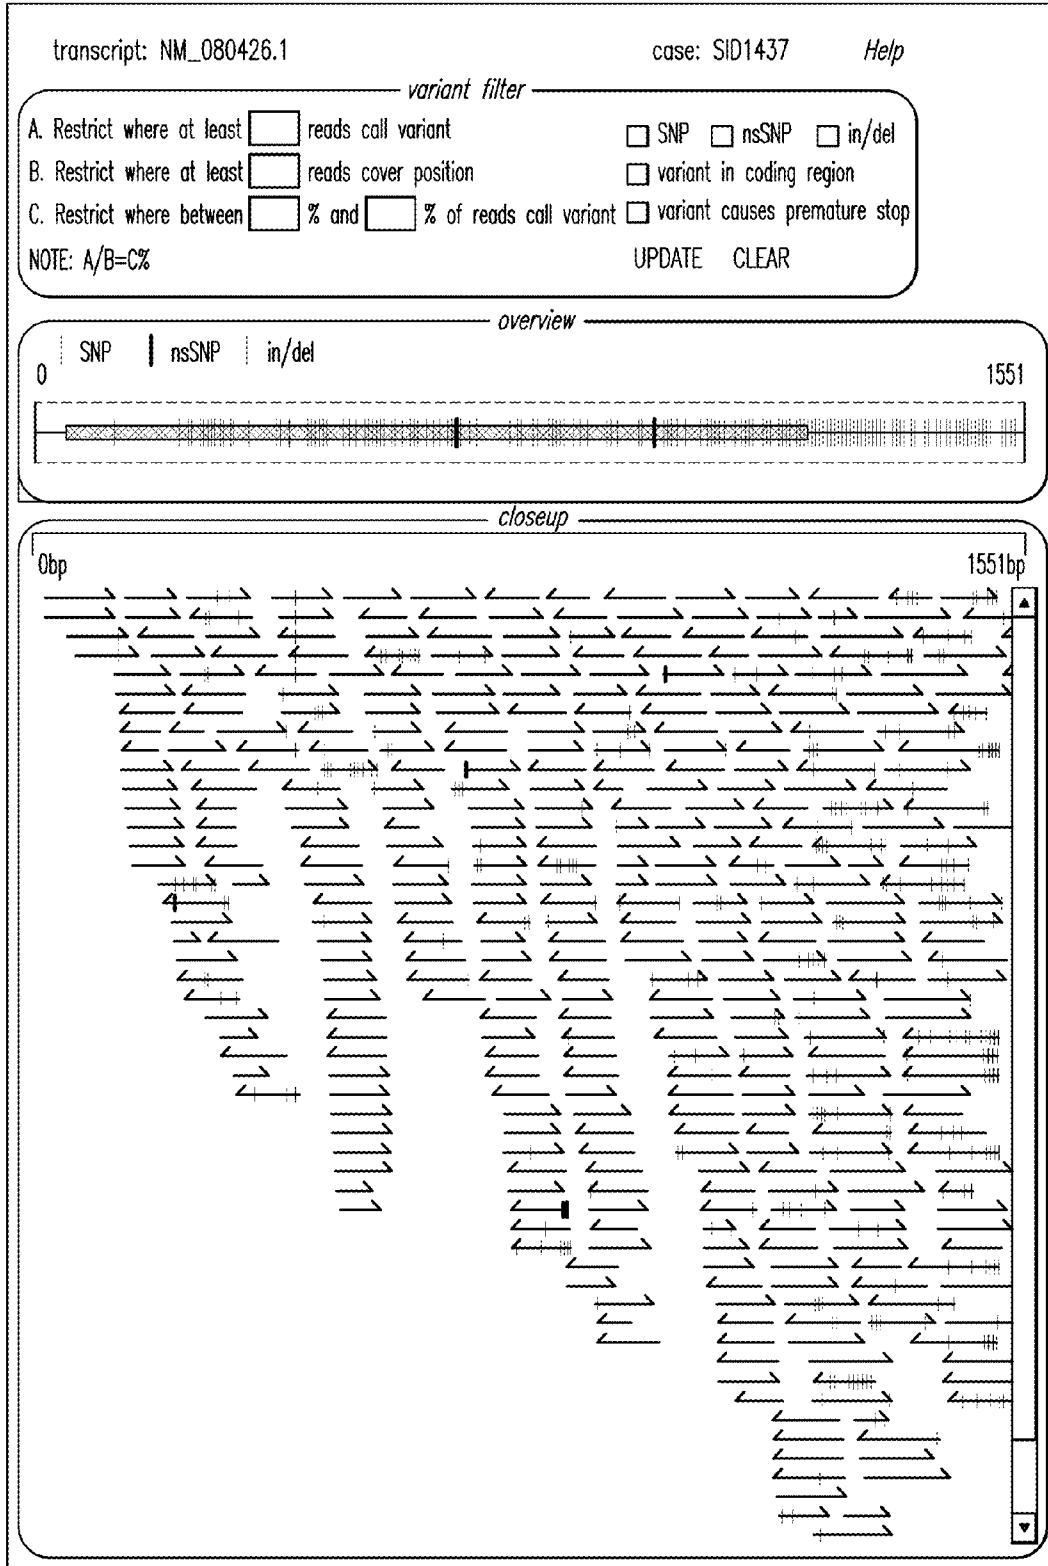 transcript: NM_080426.1 case: SID1437 Help
variant filter
A. Restrict where at least reads call variant SNP nsSNP in/del
B. Restrict where at least reads cover position variant in coding region
C. Restrict where between % and % of reads call variant variant causes premature stop
NOTE: A/B=C% UPDATE CLEAR
overview
SNP nsSNP in/del
0 1551
closeup
0bp 1551bp